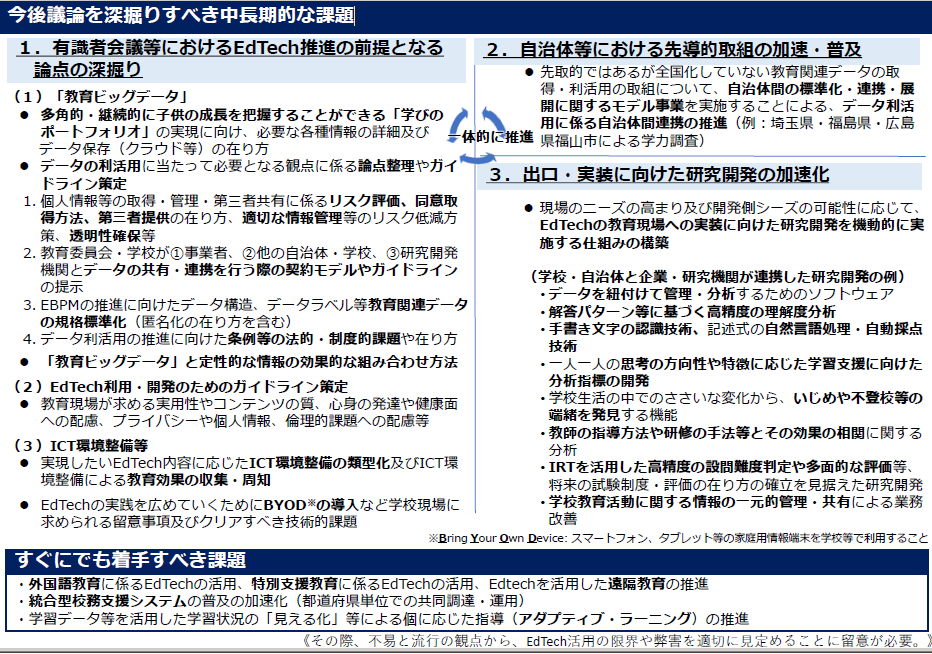 今後議論を深掘りすべき中長期的な課題
１．有識者会議等におけるEdTech推進の前提となる
論点の深掘り
（１）「教育ビッグデータ」
● 多角的・継続的に子供の成長を把握することができる「学びの
ポートフォリオ」の実現に向け、必要な各種情報の詳細及び
データ保存（クラウド等）の在り方
● データの利活用に当たって必要となる観点に係る論点整理やガイ
ドライン策定
1. 個人情報等の取得・管理・第三者共有に係るリスク評価、同意取
得方法、第三者提供の在り方、適切な情報管理等のリスク低減方
策、透明性確保等
2. 教育委員会・学校が①事業者、②他の自治体・学校、③研究開発
機関とデータの共有・連携を行う際の契約モデルやガイドライン
の提示
3. EBPMの推進に向けたデータ構造、データラベル等教育関連データ
の規格標準化（匿名化の在り方を含む）
4. データ利活用の推進に向けた条例等の法的・制度的課題や在り方
● 「教育ビッグデータ」と定性的な情報の効果的な組み合わせ方法
（２）EdTech利用・開発のためのガイドライン策定
● 教育現場が求める実用性やコンテンツの質、心身の発達や健康面
への配慮、プライバシーや個人情報、倫理的課題への配慮等
（３）ICT環境整備等
● 実現したいEdTech内容に応じたICT環境整備の類型化及びICT環
境整備による教育効果の収集・周知
● EdTechの実践を広めていくためにBYOD※の導入など学校現場に
求められる留意事項及びクリアすべき技術的課題
一体的に推進
２．自治体等における先導的取組の加速・普及
● 先取的ではあるが全国化していない教育関連データの取
得・利活用の取組について、自治体間の標準化・連携・展
開に関するモデル事業を実施することによる、データ利活
用に係る自治体間連携の推進（例：埼玉県・福島県・広島
県福山市による学力調査）
３．出口・実装に向けた研究開発の加速化
● 現場のニーズの高まり及び開発側シーズの可能性に応じて、
EdTechの教育現場への実装に向けた研究開発を機動的に実
施する仕組みの構築
（学校・自治体と企業・研究機関が連携した研究開発の例）
・データを紐付けて管理・分析するためのソフトウェア
・解答パターン等に基づく高精度の理解度分析
・手書き文字の認識技術、記述式の自然言語処理・自動採点
技術
・一人一人の思考の方向性や特徴に応じた学習支援に向けた
分析指標の開発
・学校生活の中でのささいな変化から、いじめや不登校等の
端緒を発見する機能
・教師の指導方法や研修の手法等とその効果の相関に関する
分析
・IRTを活用した高精度の設問難度判定や多面的な評価等、
将来の試験制度・評価の在り方の確立を見据えた研究開発
・学校教育活動に関する情報の一元的管理・共有による業務
改善
※Bring Your Own Device: スマートフォン、タブレット等の家庭用情報端末を学校等で利用すること
すぐにでも着手すべき課題
・外国語教育に係るEdTechの活用、特別支援教育に係るEdTechの活用、Edtechを活用した遠隔教育の推進
・統合型校務支援システムの普及の加速化（都道府県単位での共同調達・運用）
・学習データ等を活用した学習状況の「見える化」等による個に応じた指導（アダプティブ・ラーニング）の推進
《その際、不易と流行の観点から、EdTech活用の限界や弊害を適切に見定めることに留意が必要。》